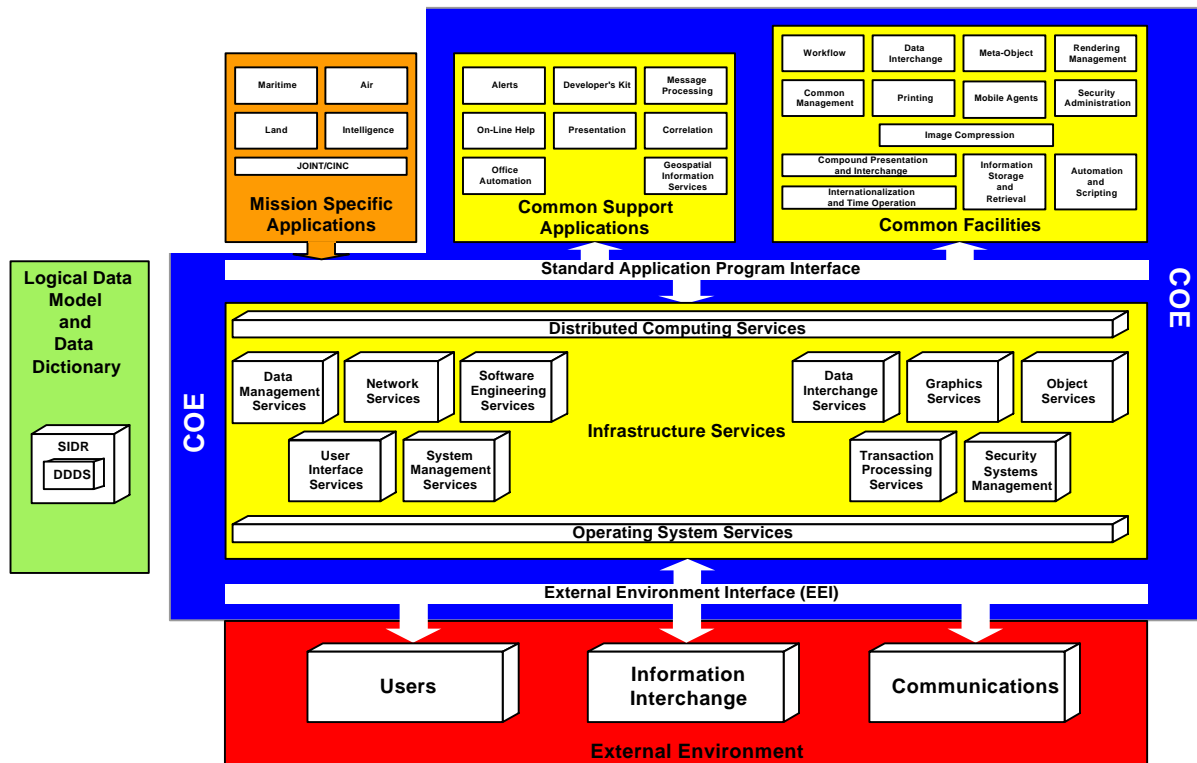 Maritime
Air
Land
Intelligence
JOINT/CINC
Mission Specific
Applications
Alerts
Developer's Kit
Message
Processing
On-Line Help
Presentation
Correlation
Office
Automation
Geospatial
Information
Services
Common Support
Applications
Workflow
Data
Interchange
Meta-Object
Rendering
Management
Common
Management
Printing
Mobile Agents
Security
Administration
Image Compression
Compound Presentation
and Interchange
Internationalization
and Time Operation
Information
Storage
and
Retrieval
Automation
and
Scripting
Common Facilities
Standard Application Program Interface
COE
COE
Logical Data
Model
and
Data
Dictionary
SIDR
DDDS
Distributed Computing Services
Data
Management
Services
Network
Services
Software
Engineering
Services
Data
Interchange
Services
Graphics
Services
Object
Services
Infrastructure Services
User
Interface
Services
System
Management
Services
Transaction
Processing
Services
Security
Systems
Management
Operating System Services
External Environment Interface (EEI)
Users
Information
Interchange
Communications
External Environment